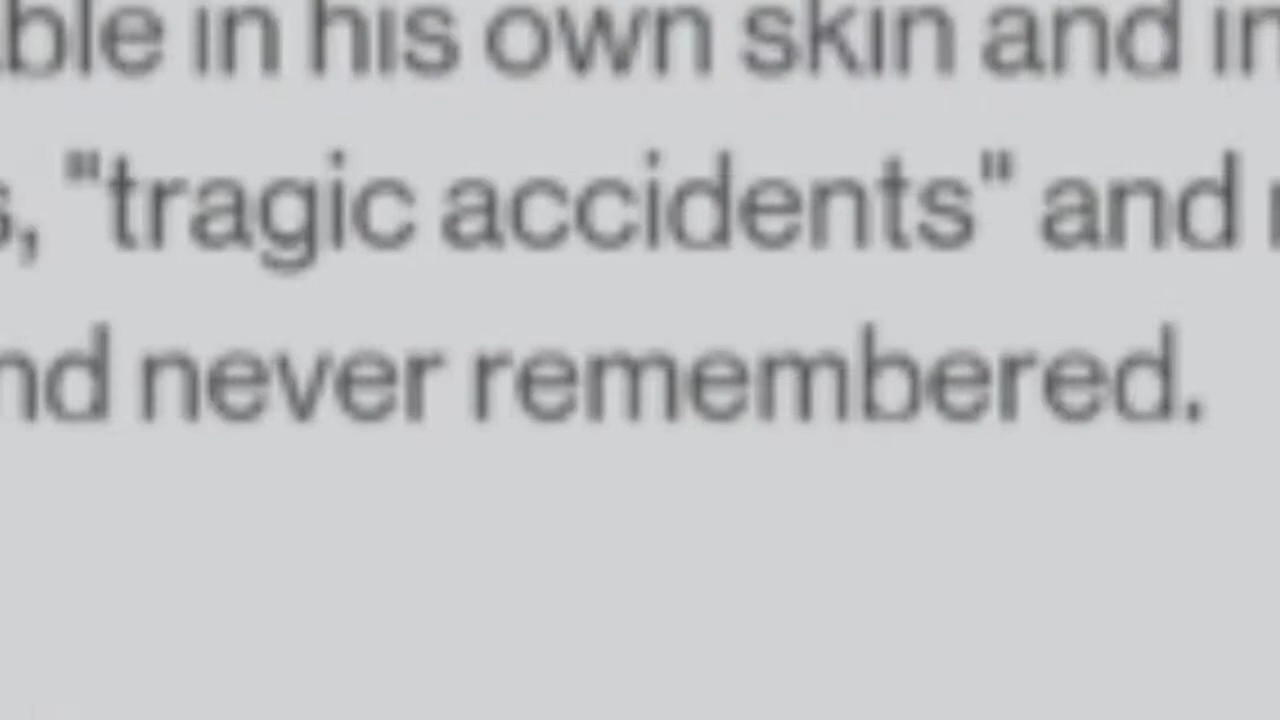 ble in his own skin and in
s, "tragic accidents" and
nd never remembered.